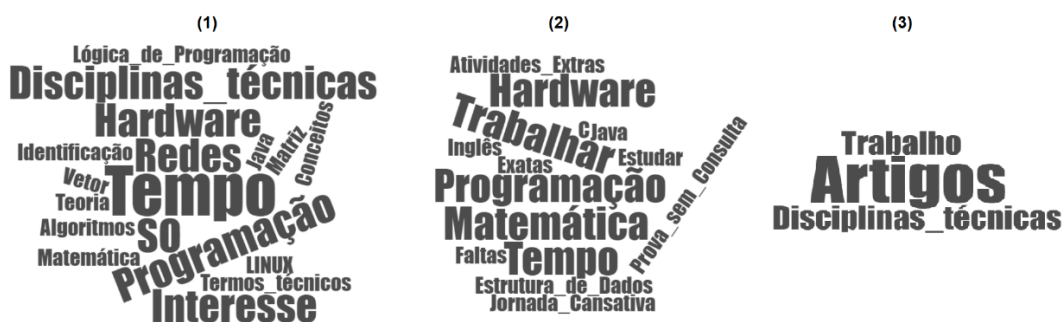 (1)
Lógica_de_Programação
Disciplinas_técnicas
Hardware
Identificação
Redes
Java
Matriz
Conceitos
Vetor
Tempo
Teoria
Algoritmos
SO
Programação
Matemática
LINUX
Termos_técnicos
Interesse
(2)
Atividades_Extras
Hardware
Trabalhar
C
Java
Inglês
Exatas
Estudar
Prova_sem_Consulta
Programação
Matemática
Faltas
Tempo
Estrutura_de_Dados
Jornada_Cansativa
(3)
Trabalho
Artigos
Disciplinas_técnicas